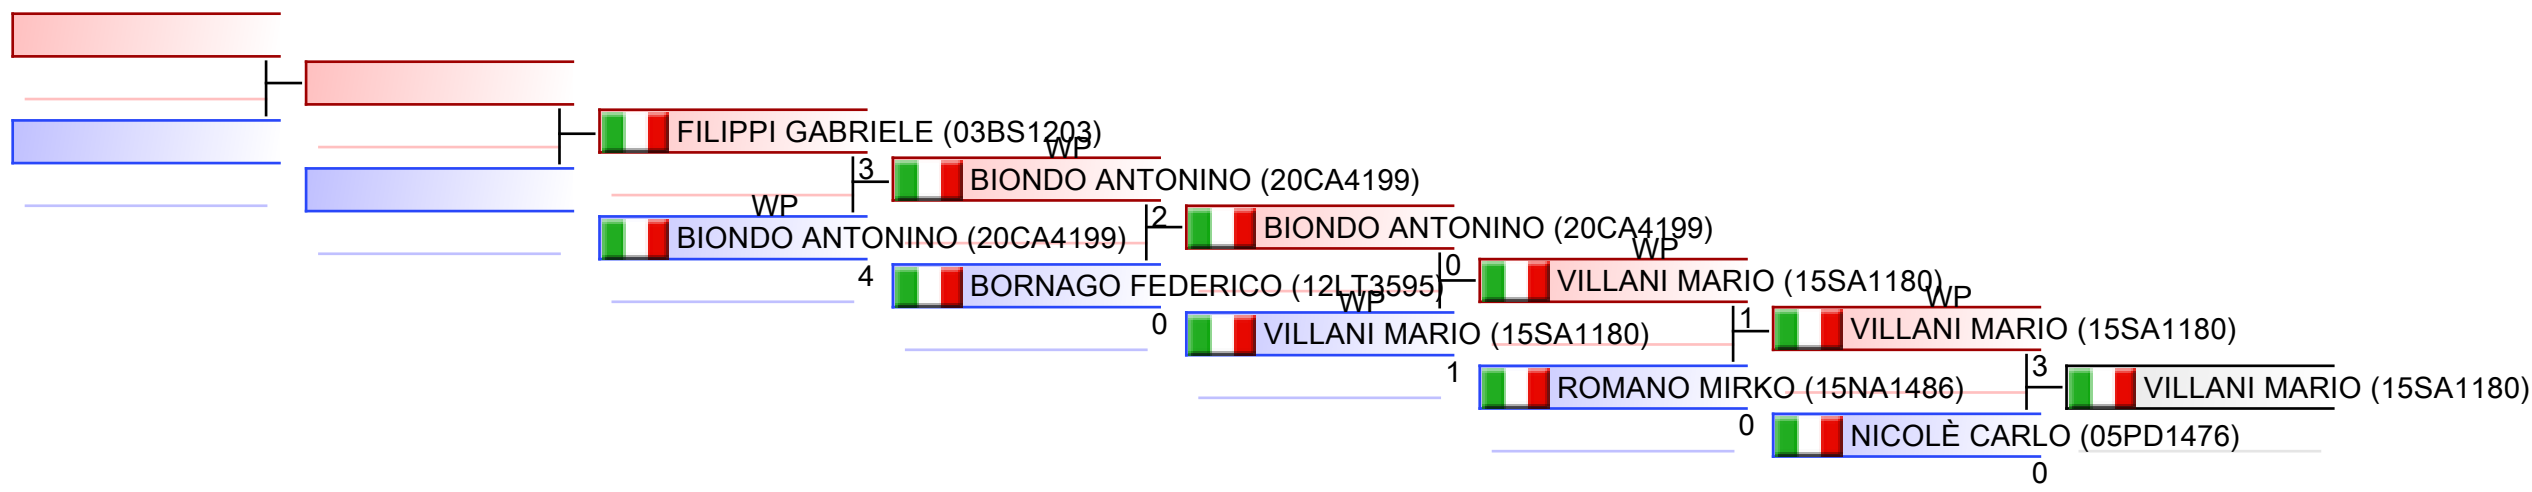 FILIPPI GABRIELE (03BS1203)
3
WP
BIONDO ANTONINO (20CA4199)
4
WP
BIONDO ANTONINO (20CA4199)
2
BORNAGO FEDERICO (12LT3595)
0
BIONDO ANTONINO (20CA4199)
0
WP
VILLANI MARIO (15SA1180)
1
WP
VILLANI MARIO (15SA1180)
1
ROMANO MIRKO (15NA1486)
0
WP
VILLANI MARIO (15SA1180)
3
NICOLÈ CARLO (05PD1476)
0
VILLANI MARIO (15SA1180)